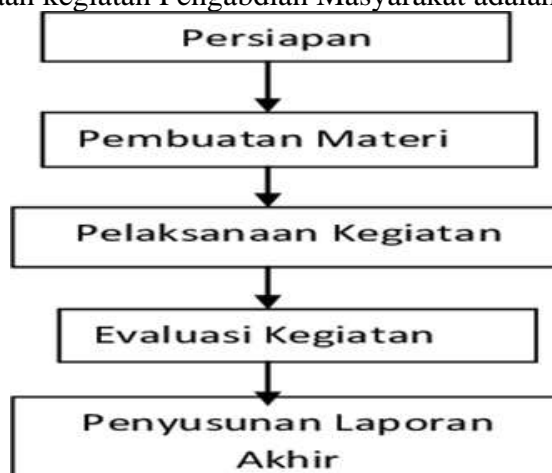 kegiatan Pengabdian Masyarakat adalah
Persiapan
Pembuatan Materi
Pelaksanaan Kegiatan
Evaluasi Kegiatan
Penyusunan Laporan
Akhir